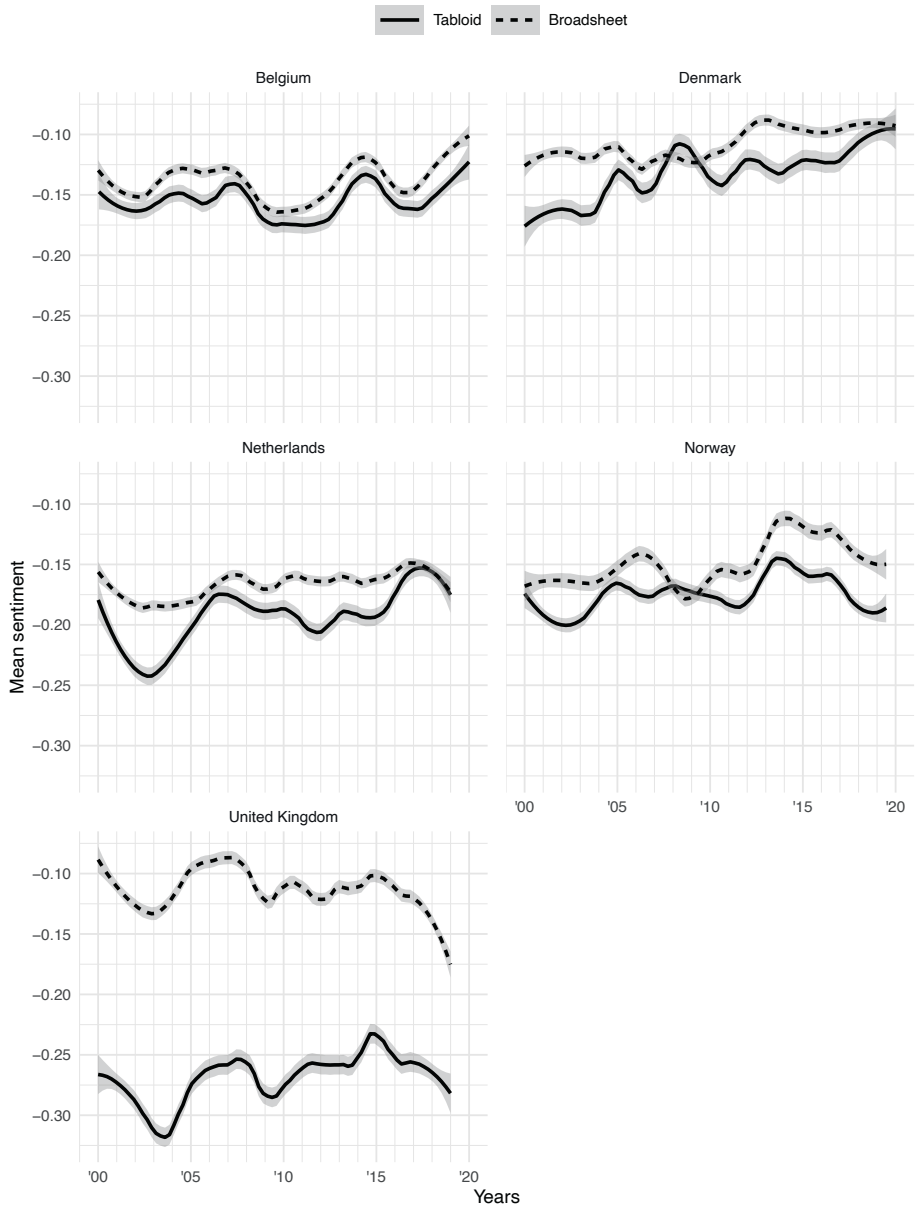 Tabloid Broadsheet
Belgium Denmark
−0.10
−0.15
−0.20
−0.25
−0.30
Netherlands Norway
−0.10
−0.15
−0.20
−0.25
−0.30
'00 '05 '10 '15 '20
United Kingdom
−0.10
−0.15
−0.20
−0.25
−0.30
'00 '05 '10 '15 '20
Mean sentiment
Years